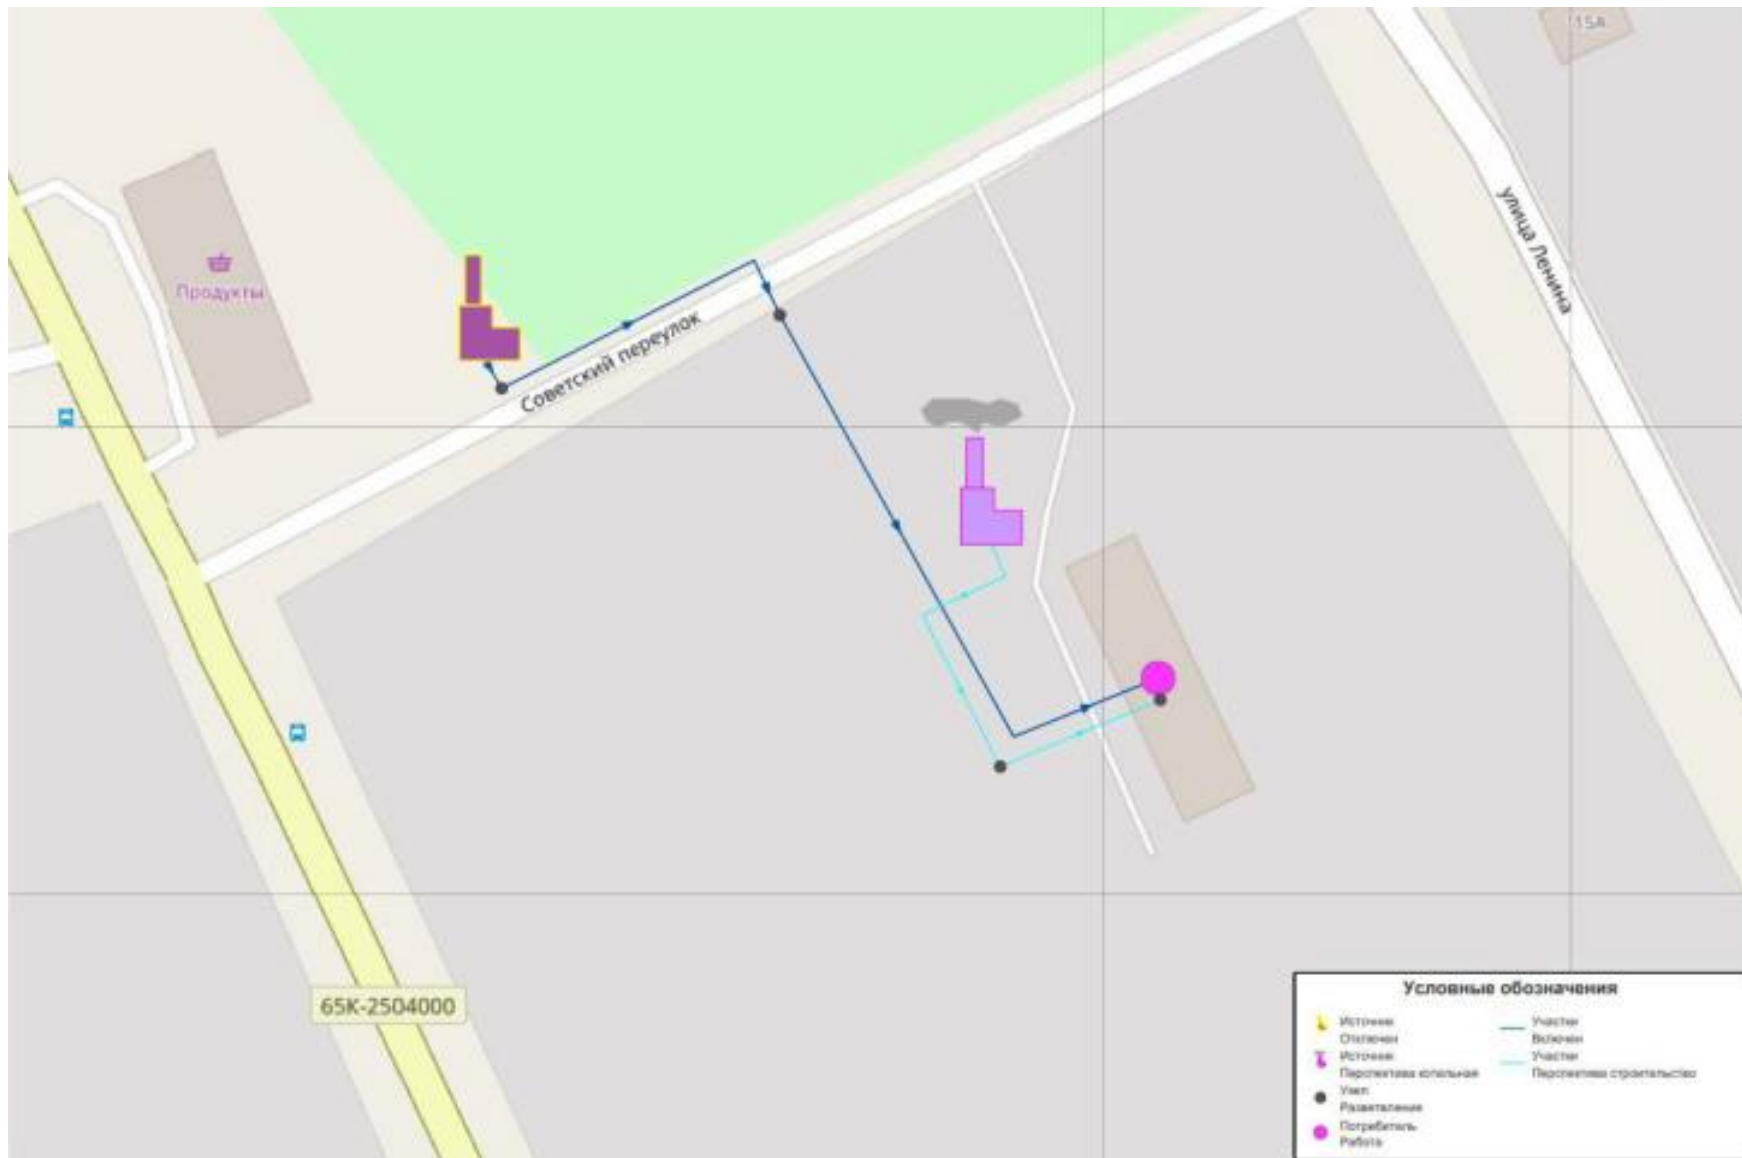 15А
улица Ленина
Продукты
Советский переулок
65К-2504000
Условные обозначения
Источник
Отключен
Источник
Перспектива котельная
Узел
Разветвление
Потребитель
Работа
Участки
Включен
Участки
Перспектива строительство